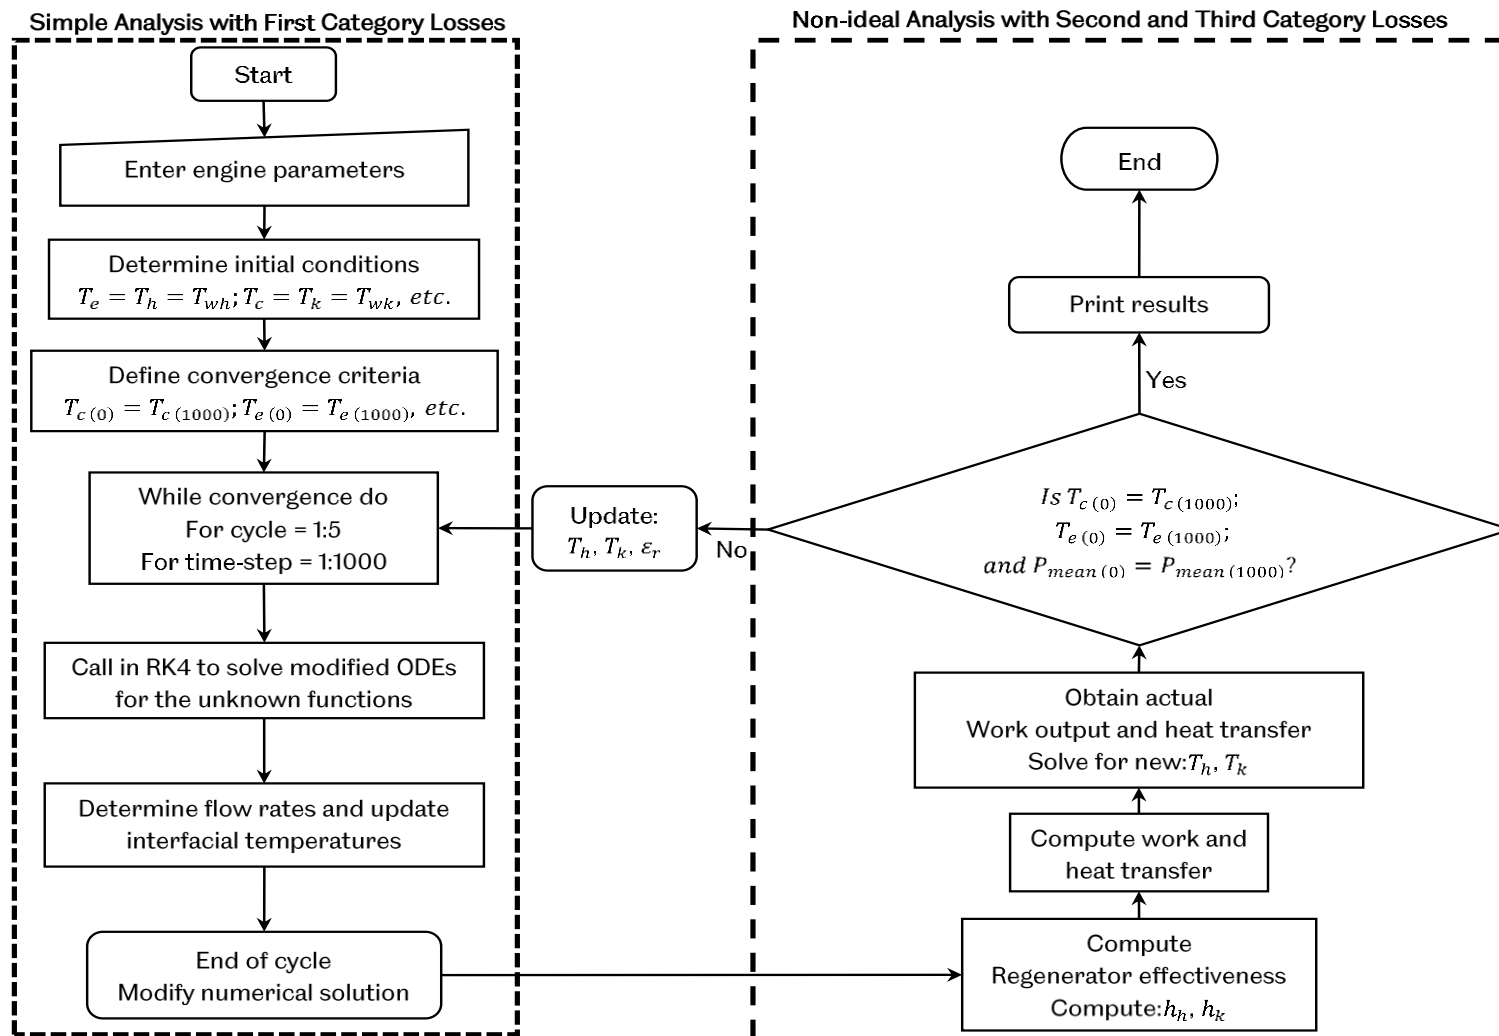 Simple Analysis with First Category Losses
Start
Enter engine parameters
Determine initial conditions
T_e = T_h = T_wh; T_c = T_k = T_wk, etc.
Define convergence criteria
T_c (0) = T_c (1000); T_e (0) = T_e (1000), etc.
While convergence do
For cycle = 1:5
For time-step = 1:1000
Call in RK4 to solve modified ODEs
for the unknown functions
Determine flow rates and update
interfacial temperatures
End of cycle
Modify numerical solution
Update:
T_h, T_k, ε_r
Non-ideal Analysis with Second and Third Category Losses
End
Print results
Yes
Is T_c (0) = T_c (1000);
T_e (0) = T_e (1000);
and P_mean (0) = P_mean (1000)?
No
Obtain actual
Work output and heat transfer
Solve for new:T_h, T_k
Compute work and
heat transfer
Compute
Regenerator effectiveness
Compute:h_h, h_k